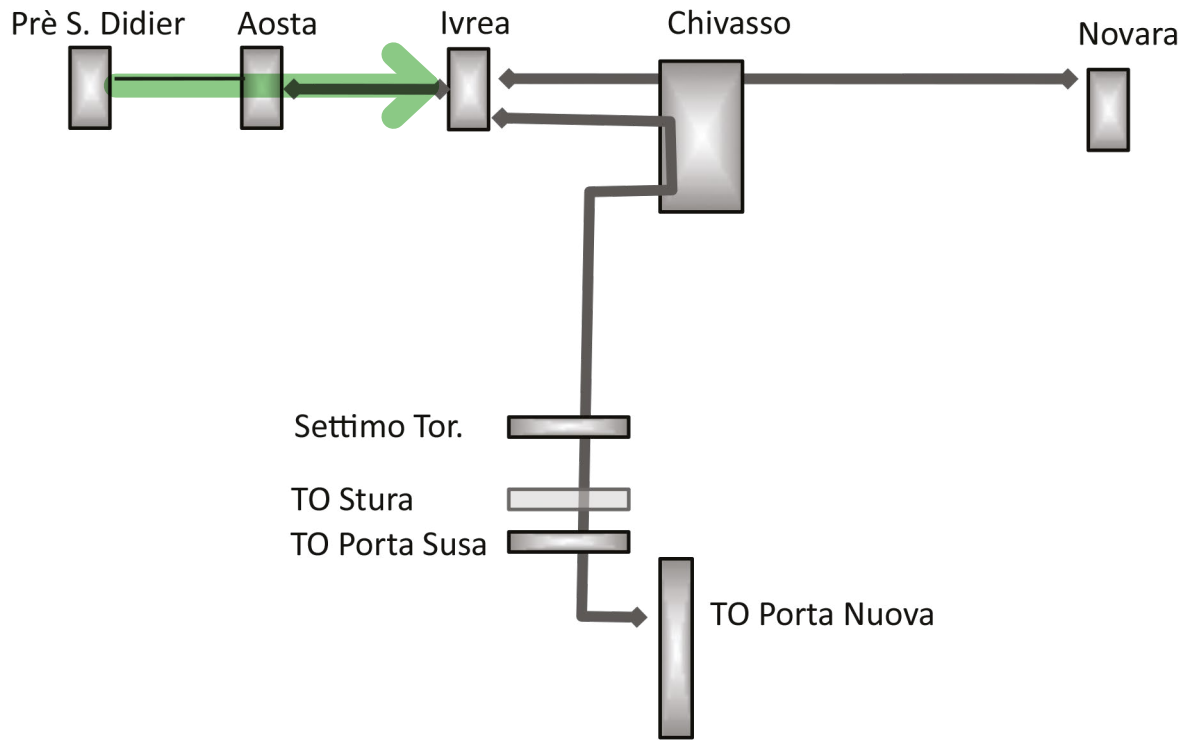 Prè S. Didier
Aosta
Ivrea
Chivasso
Novara
Settimo Tor.
TO Stura
TO Porta Susa
TO Porta Nuova